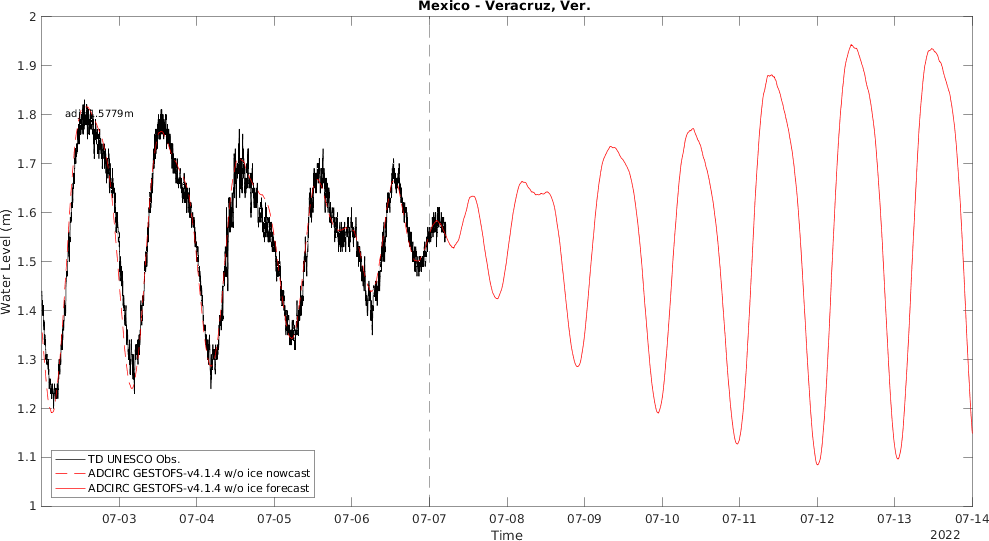 Mexico - Veracruz, Ver.
2
1.9
1.8
1.7
1.6
1.5
1.4
1.3
1.2
1.1
1
Water Level (m)
.5779m
TD UNESCO Obs.
ADCIRC GESTOFS-v4.1.4 w/o ice nowcast
ADCIRC GESTOFS-v4.1.4 w/o ice forecast
07-03 07-04 07-05 07-06 07-07 07-08 07-09 07-10 07-11 07-12 07-13 07-14
Time
2022